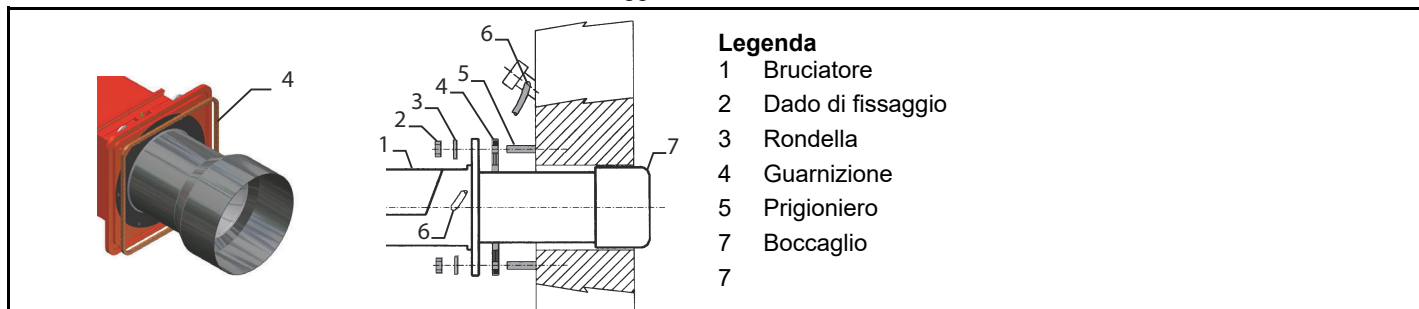 4
6
5
4
3
2
1
7
6
Legenda
1 Bruciatore
2 Dado di fissaggio
3 Rondella
4 Guarnizione
5 Prigioniero
7 Boccaglio
7